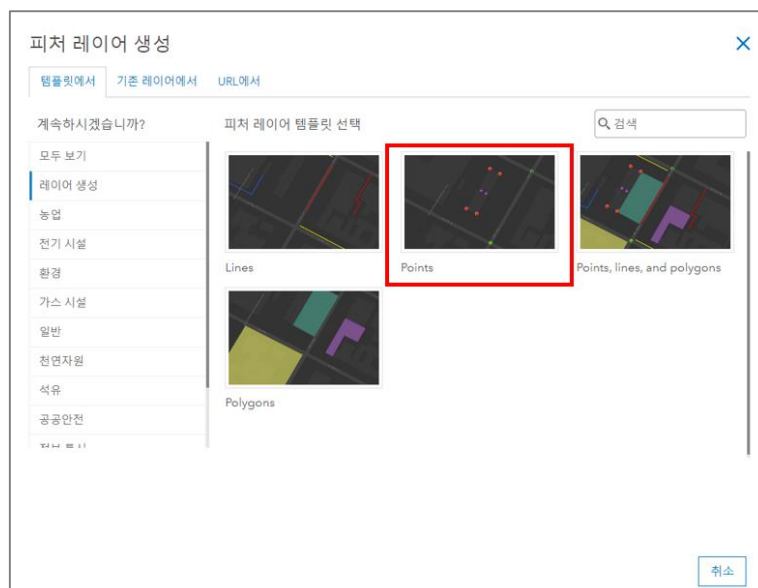 피처 레이어 생성
템플릿에서 기존 레이어에서 URL에서
계속하시겠습니까?
모두 보기
레이어 생성
농업
전기 시설
환경
가스 시설
일반
천연자원
석유
공공안전
피처 레이어 템플릿 선택
검색
Lines
Points
Points, lines, and polygons
Polygons
취소